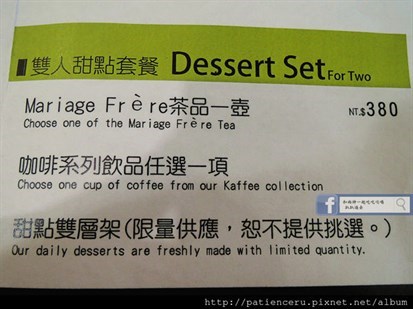 雙人甜點套餐 Dessert Set For Two
Mariage Frère茶品一壺 NT.$380
Choose one of the Mariage Frère Tea
咖啡系列飲品任選一項
Choose one cup of coffee from our Kaffee collection
甜點雙層架(限量供應，恕不提供挑選。)
Our daily desserts are freshly made with limited quantity.
http://patienceru.pixnet.net/album